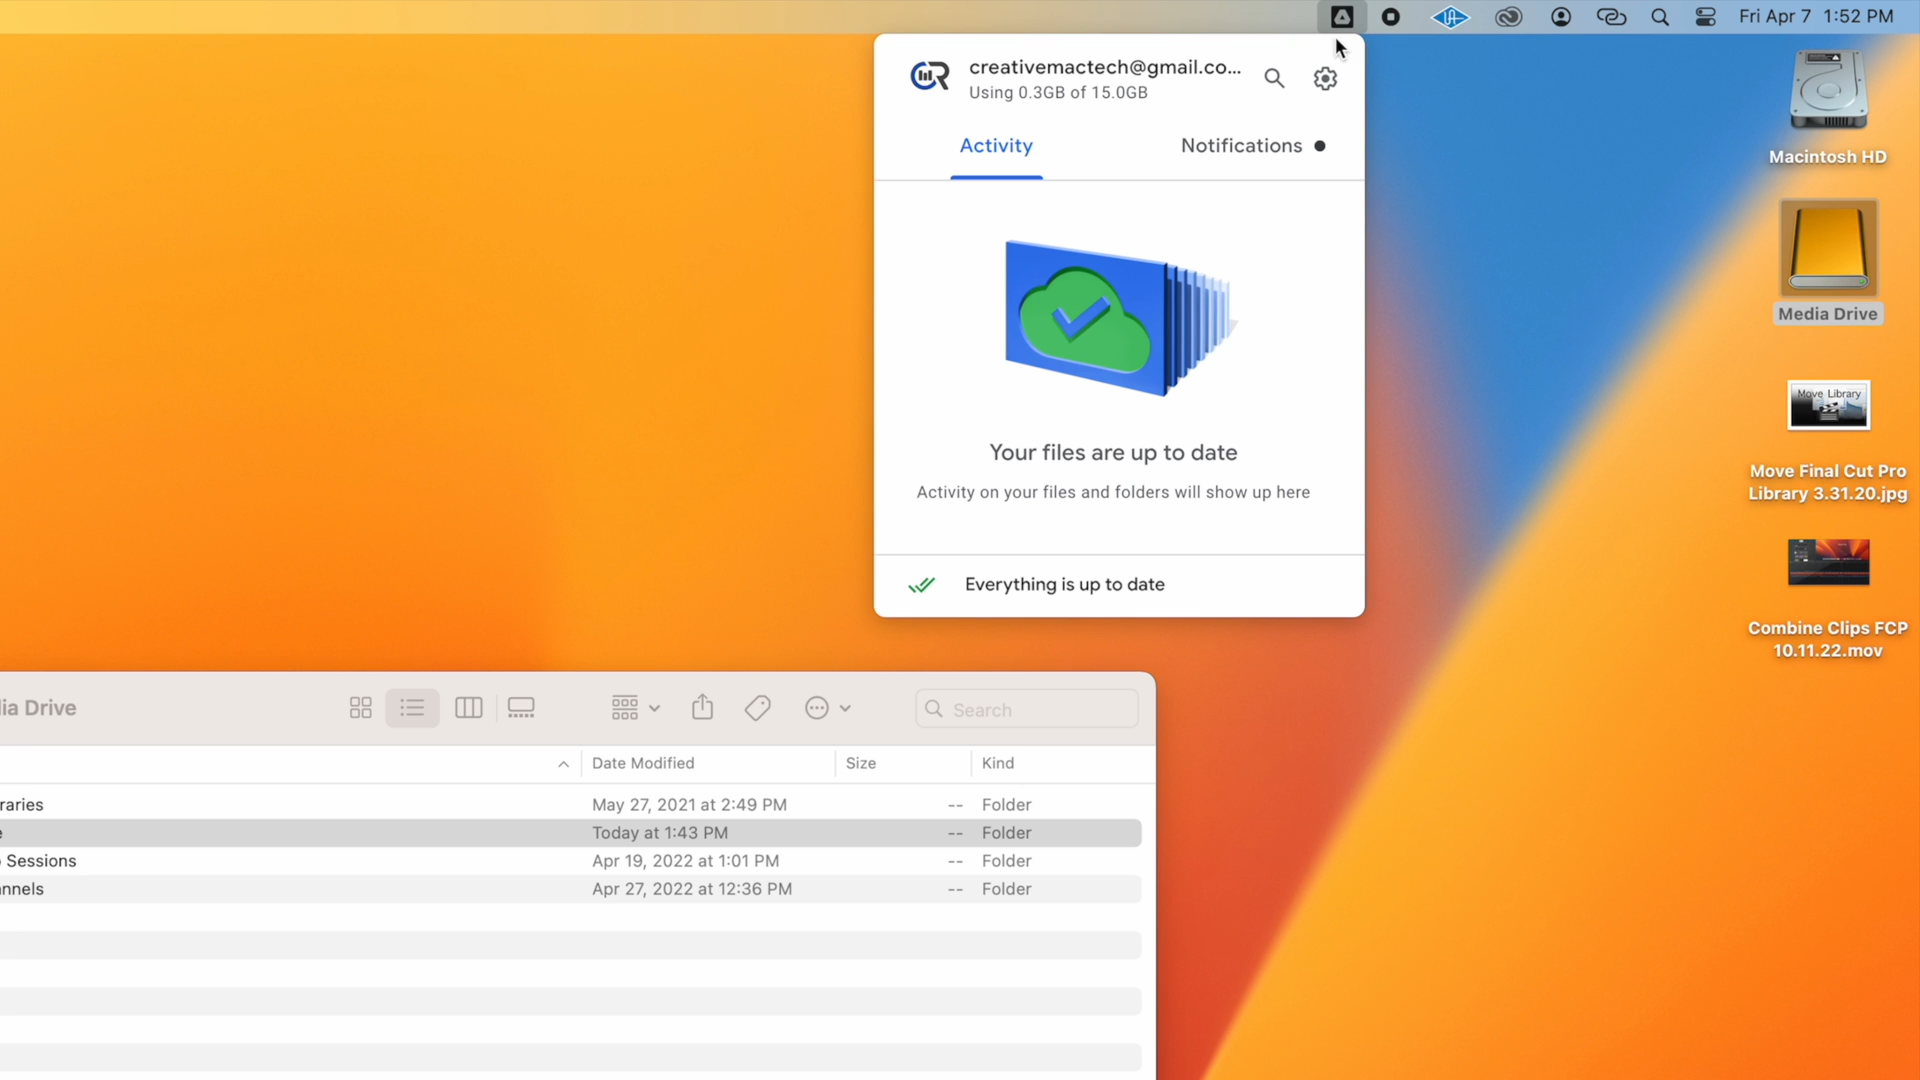 Fri Apr 7 1:52 PM
creativemactech@gmail.co...
Using 0.3GB of 15.0GB
Activity
Notifications
Your files are up to date
Activity on your files and folders will show up here
Everything is up to date
Macintosh HD
Media Drive
Move Library
Move Final Cut Pro
Library 3.31.20.jpg
Combine Clips FCP
10.11.22.mov
ia Drive
Search
Date Modified
Size
Kind
raries
May 27, 2021 at 2:49 PM
--
Folder
e
Today at 1:43 PM
--
Folder
Sessions
Apr 19, 2022 at 1:01 PM
--
Folder
nnels
Apr 27, 2022 at 12:36 PM
--
Folder